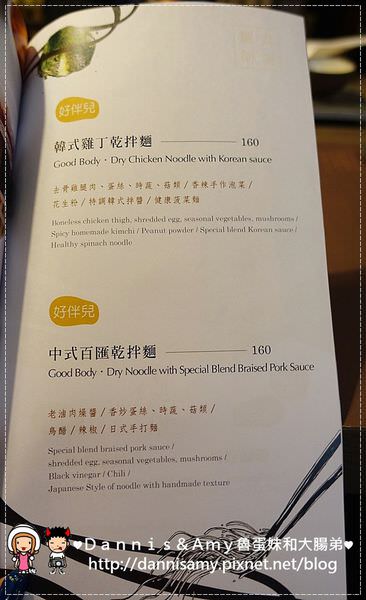 好伴兒
韓式雞丁乾拌麵 160
Good Body · Dry Chicken Noodle with Korean sauce
去骨雞腿肉、蛋絲、時蔬、菇類 / 香辣手作泡菜 /
花生粉 / 特調韓式拌醬 / 健康菠菜麵
Boneless chicken thigh, shredded egg, seasonal vegetables, mushrooms /
Spicy homemade kimchi / Peanut powder / Special blend Korean sauce /
Healthy spinach noodle
好伴兒
中式百匯乾拌麵 160
Good Body · Dry Noodle with Special Blend Braised Pork Sauce
老滷肉燥醬 / 香炒蛋絲、時蔬、菇類 /
烏醋 / 辣椒 / 日式手打麵
Special blend braised pork sauce /
shredded egg, seasonal vegetables, mushrooms /
Black vinegar / Chili /
Japanese Style of noodle with handmade texture
♥Dannis&Amy魯蛋妹和大腸弟♥
http://dannisamy.pixnet.net/blog